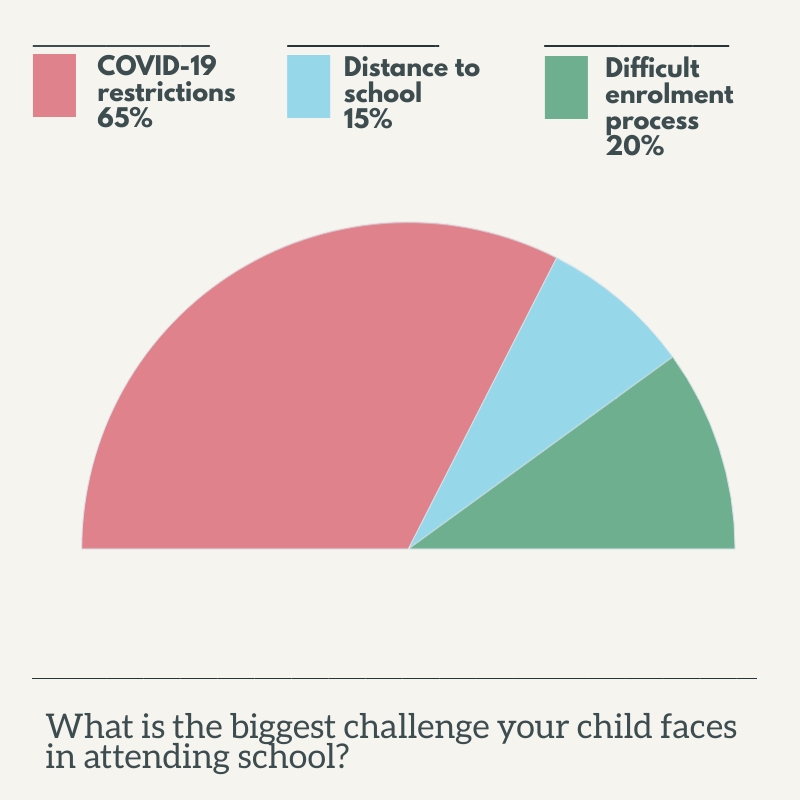 COVID-19
restrictions
65%
Distance to
school
15%
Difficult
enrolment
process
20%
What is the biggest challenge your child faces
in attending school?